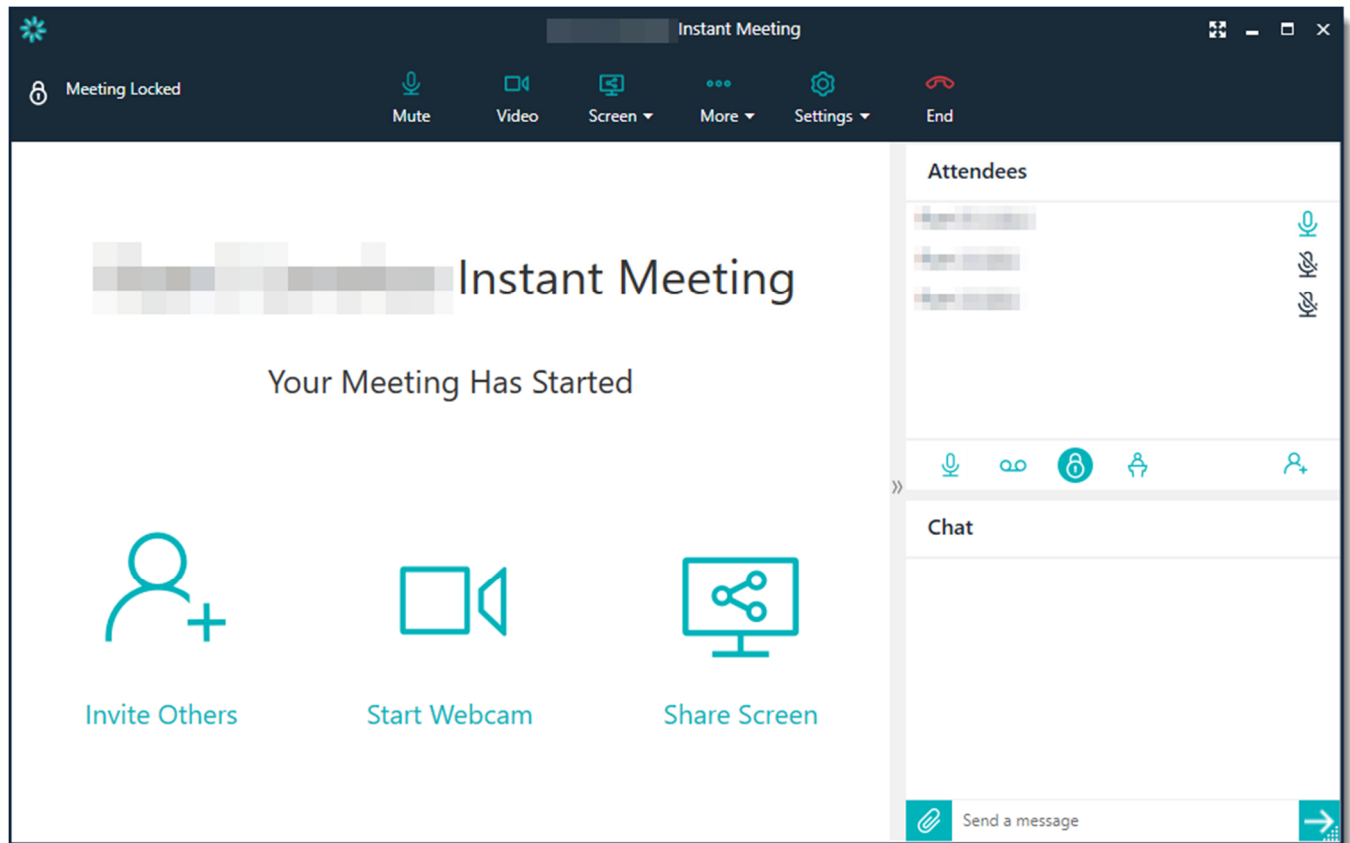 Instant Meeting
Meeting Locked
Mute Video Screen More Settings End
Attendees
Instant Meeting
Your Meeting Has Started
Chat
Invite Others Start Webcam Share Screen
Send a message